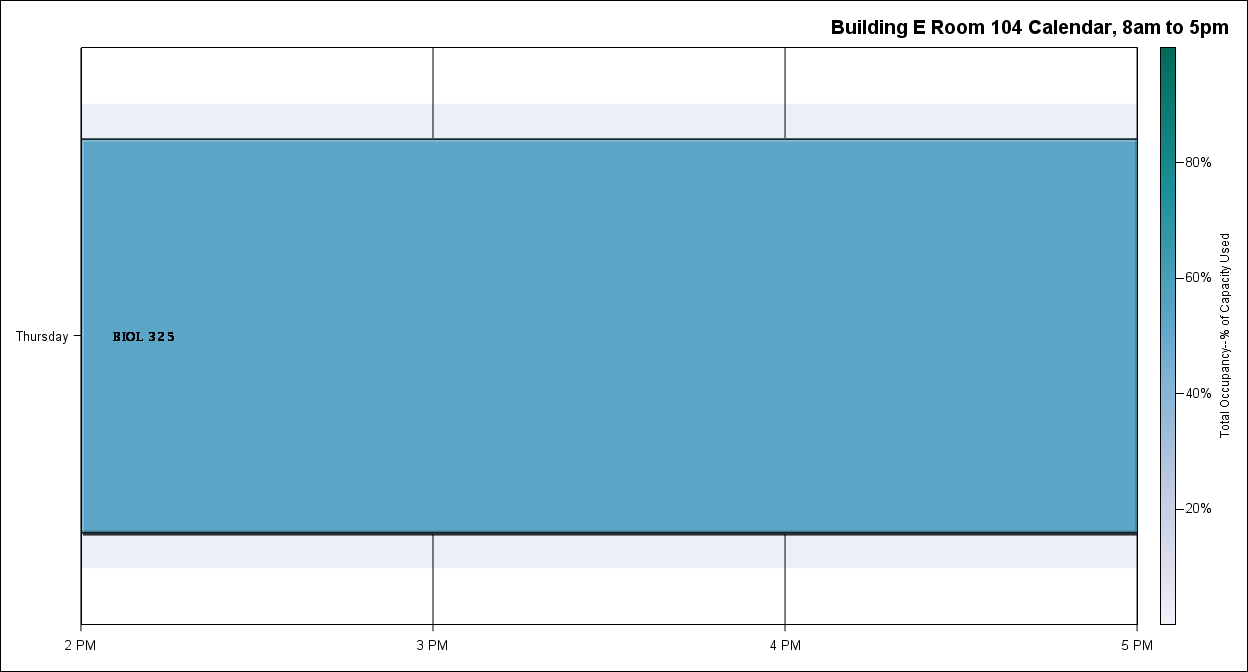 Building E Room 104 Calendar, 8am to 5pm
80%
60%
Thursday
BIOL 325
40%
20%
Total Occupancy--% of Capacity Used
2 PM 3 PM 4 PM 5 PM